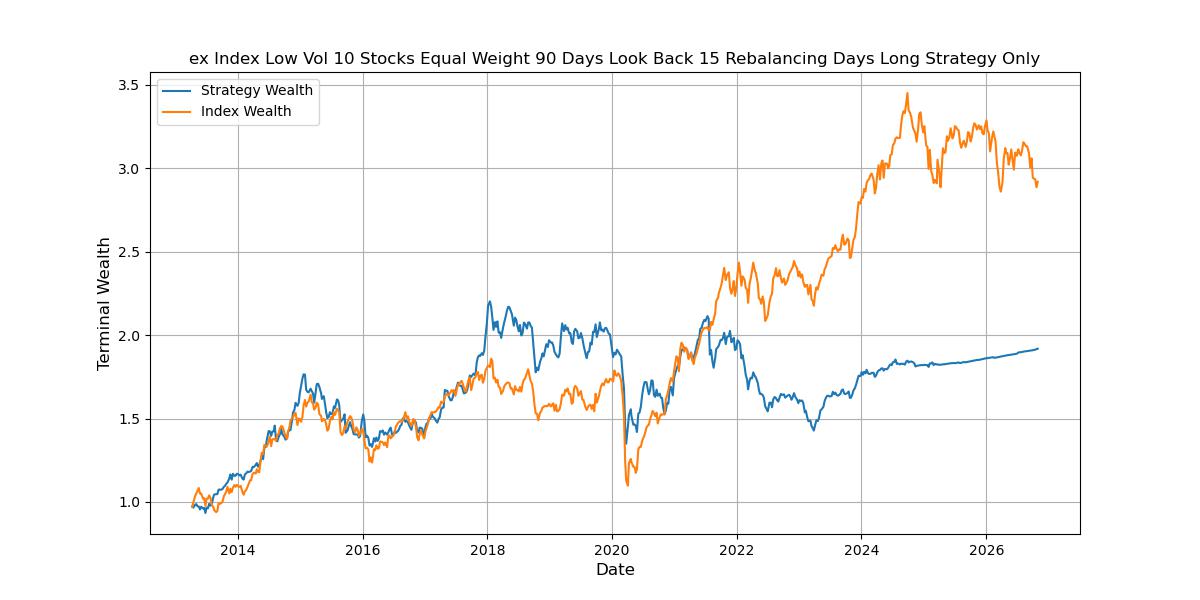 ex Index Low Vol 10 Stocks Equal Weight 90 Days Look Back 15 Rebalancing Days Long Strategy Only
Strategy Wealth
Index Wealth
Terminal Wealth
3.5
3.0
2.5
2.0
1.5
1.0
2014 2016 2018 2020 2022 2024 2026
Date